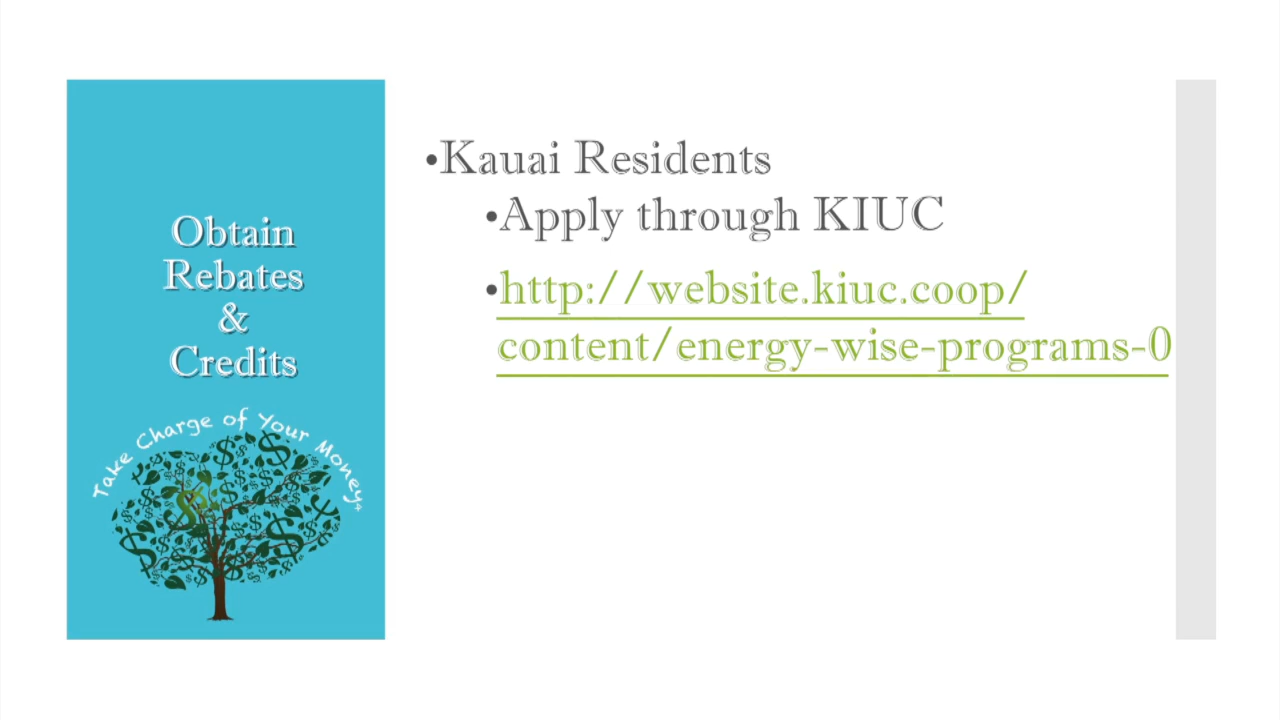 Obtain
Rebates
&
Credits
Take Charge of Your Money
•Kauai Residents
•Apply through KIUC
•http://website.kiuc.coop/
content/energy-wise-programs-0